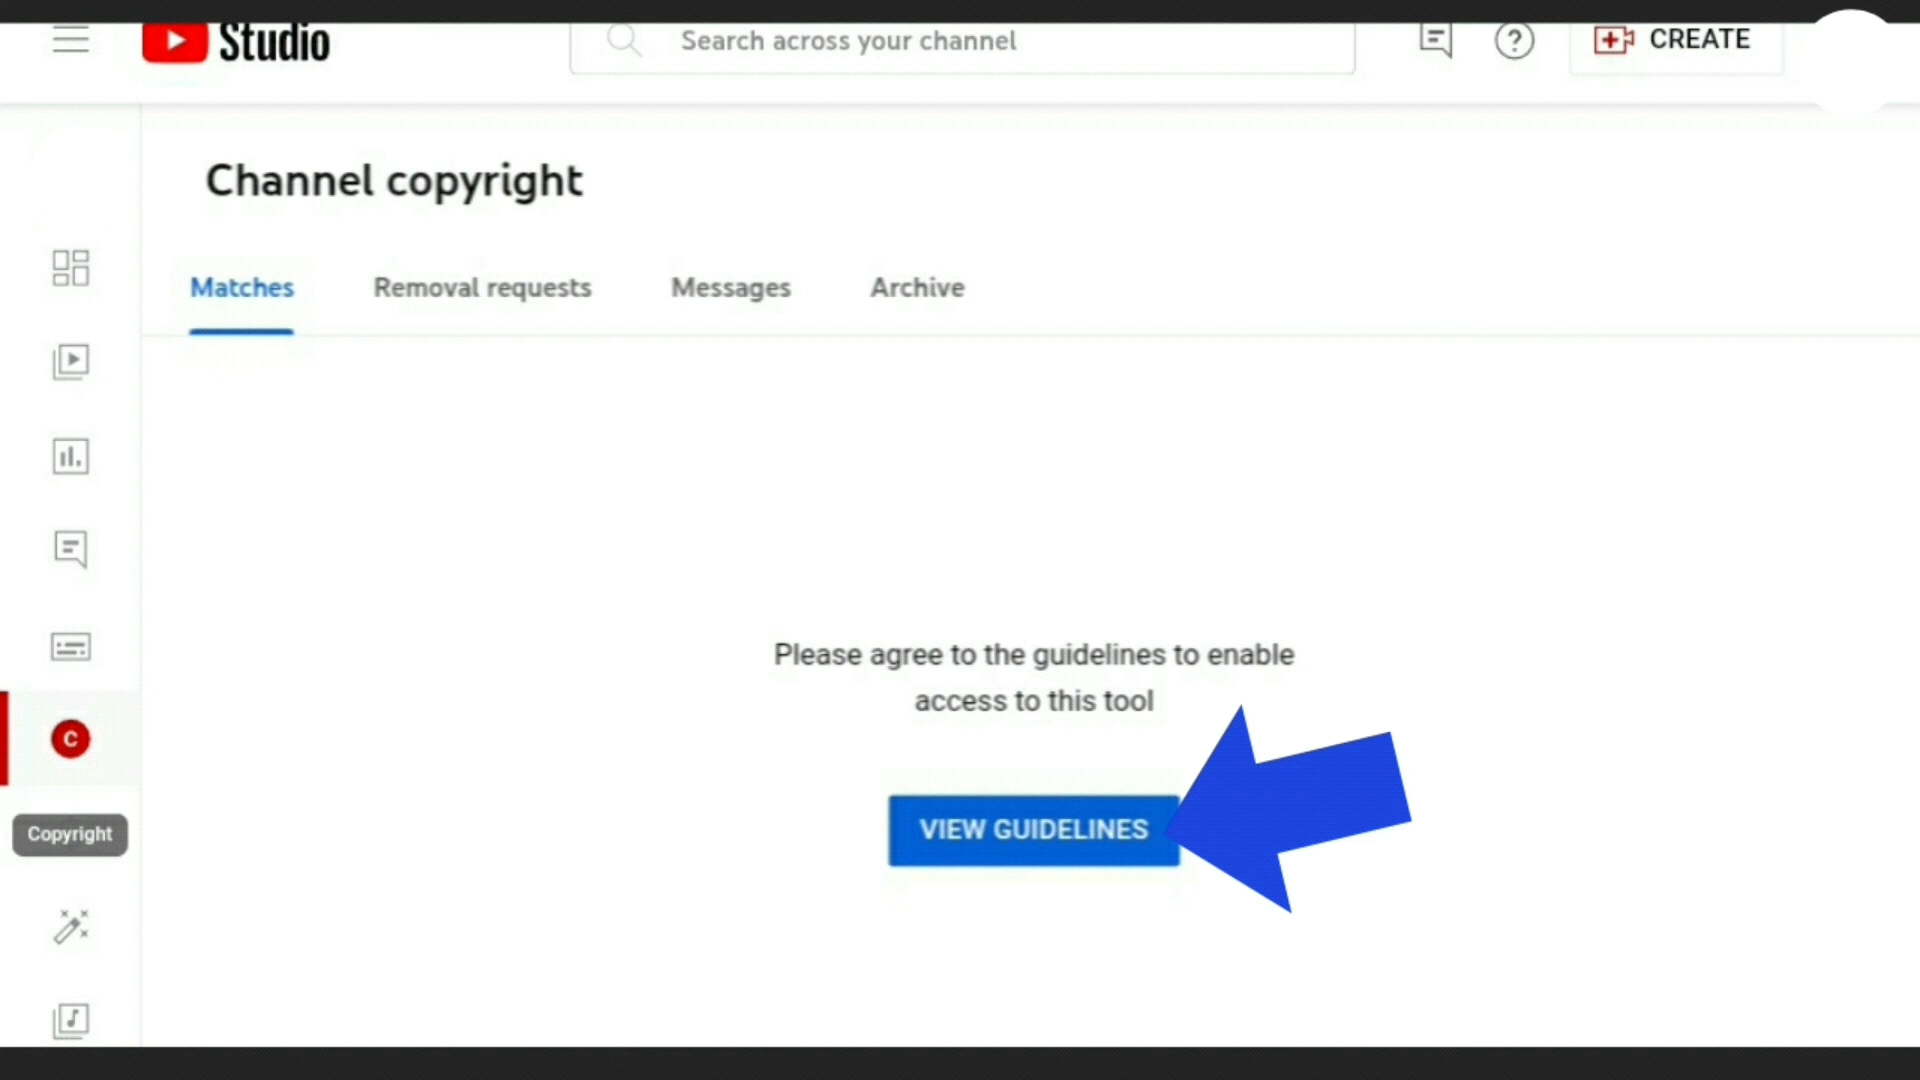 Studio
Search across your channel
?
CREATE
Channel copyright
Matches
Removal requests
Messages
Archive
Please agree to the guidelines to enable
access to this tool
C
Copyright
VIEW GUIDELINES